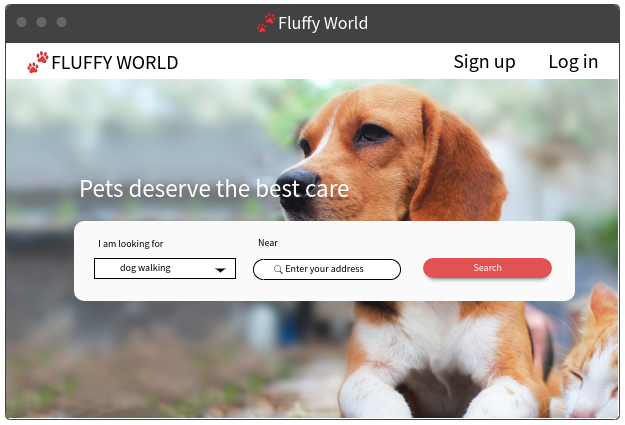 Fluffy World
FLUFFY WORLD
Sign up
Log in
Pets deserve the best care
I am looking for
Near
dog walking
Enter your address
Search